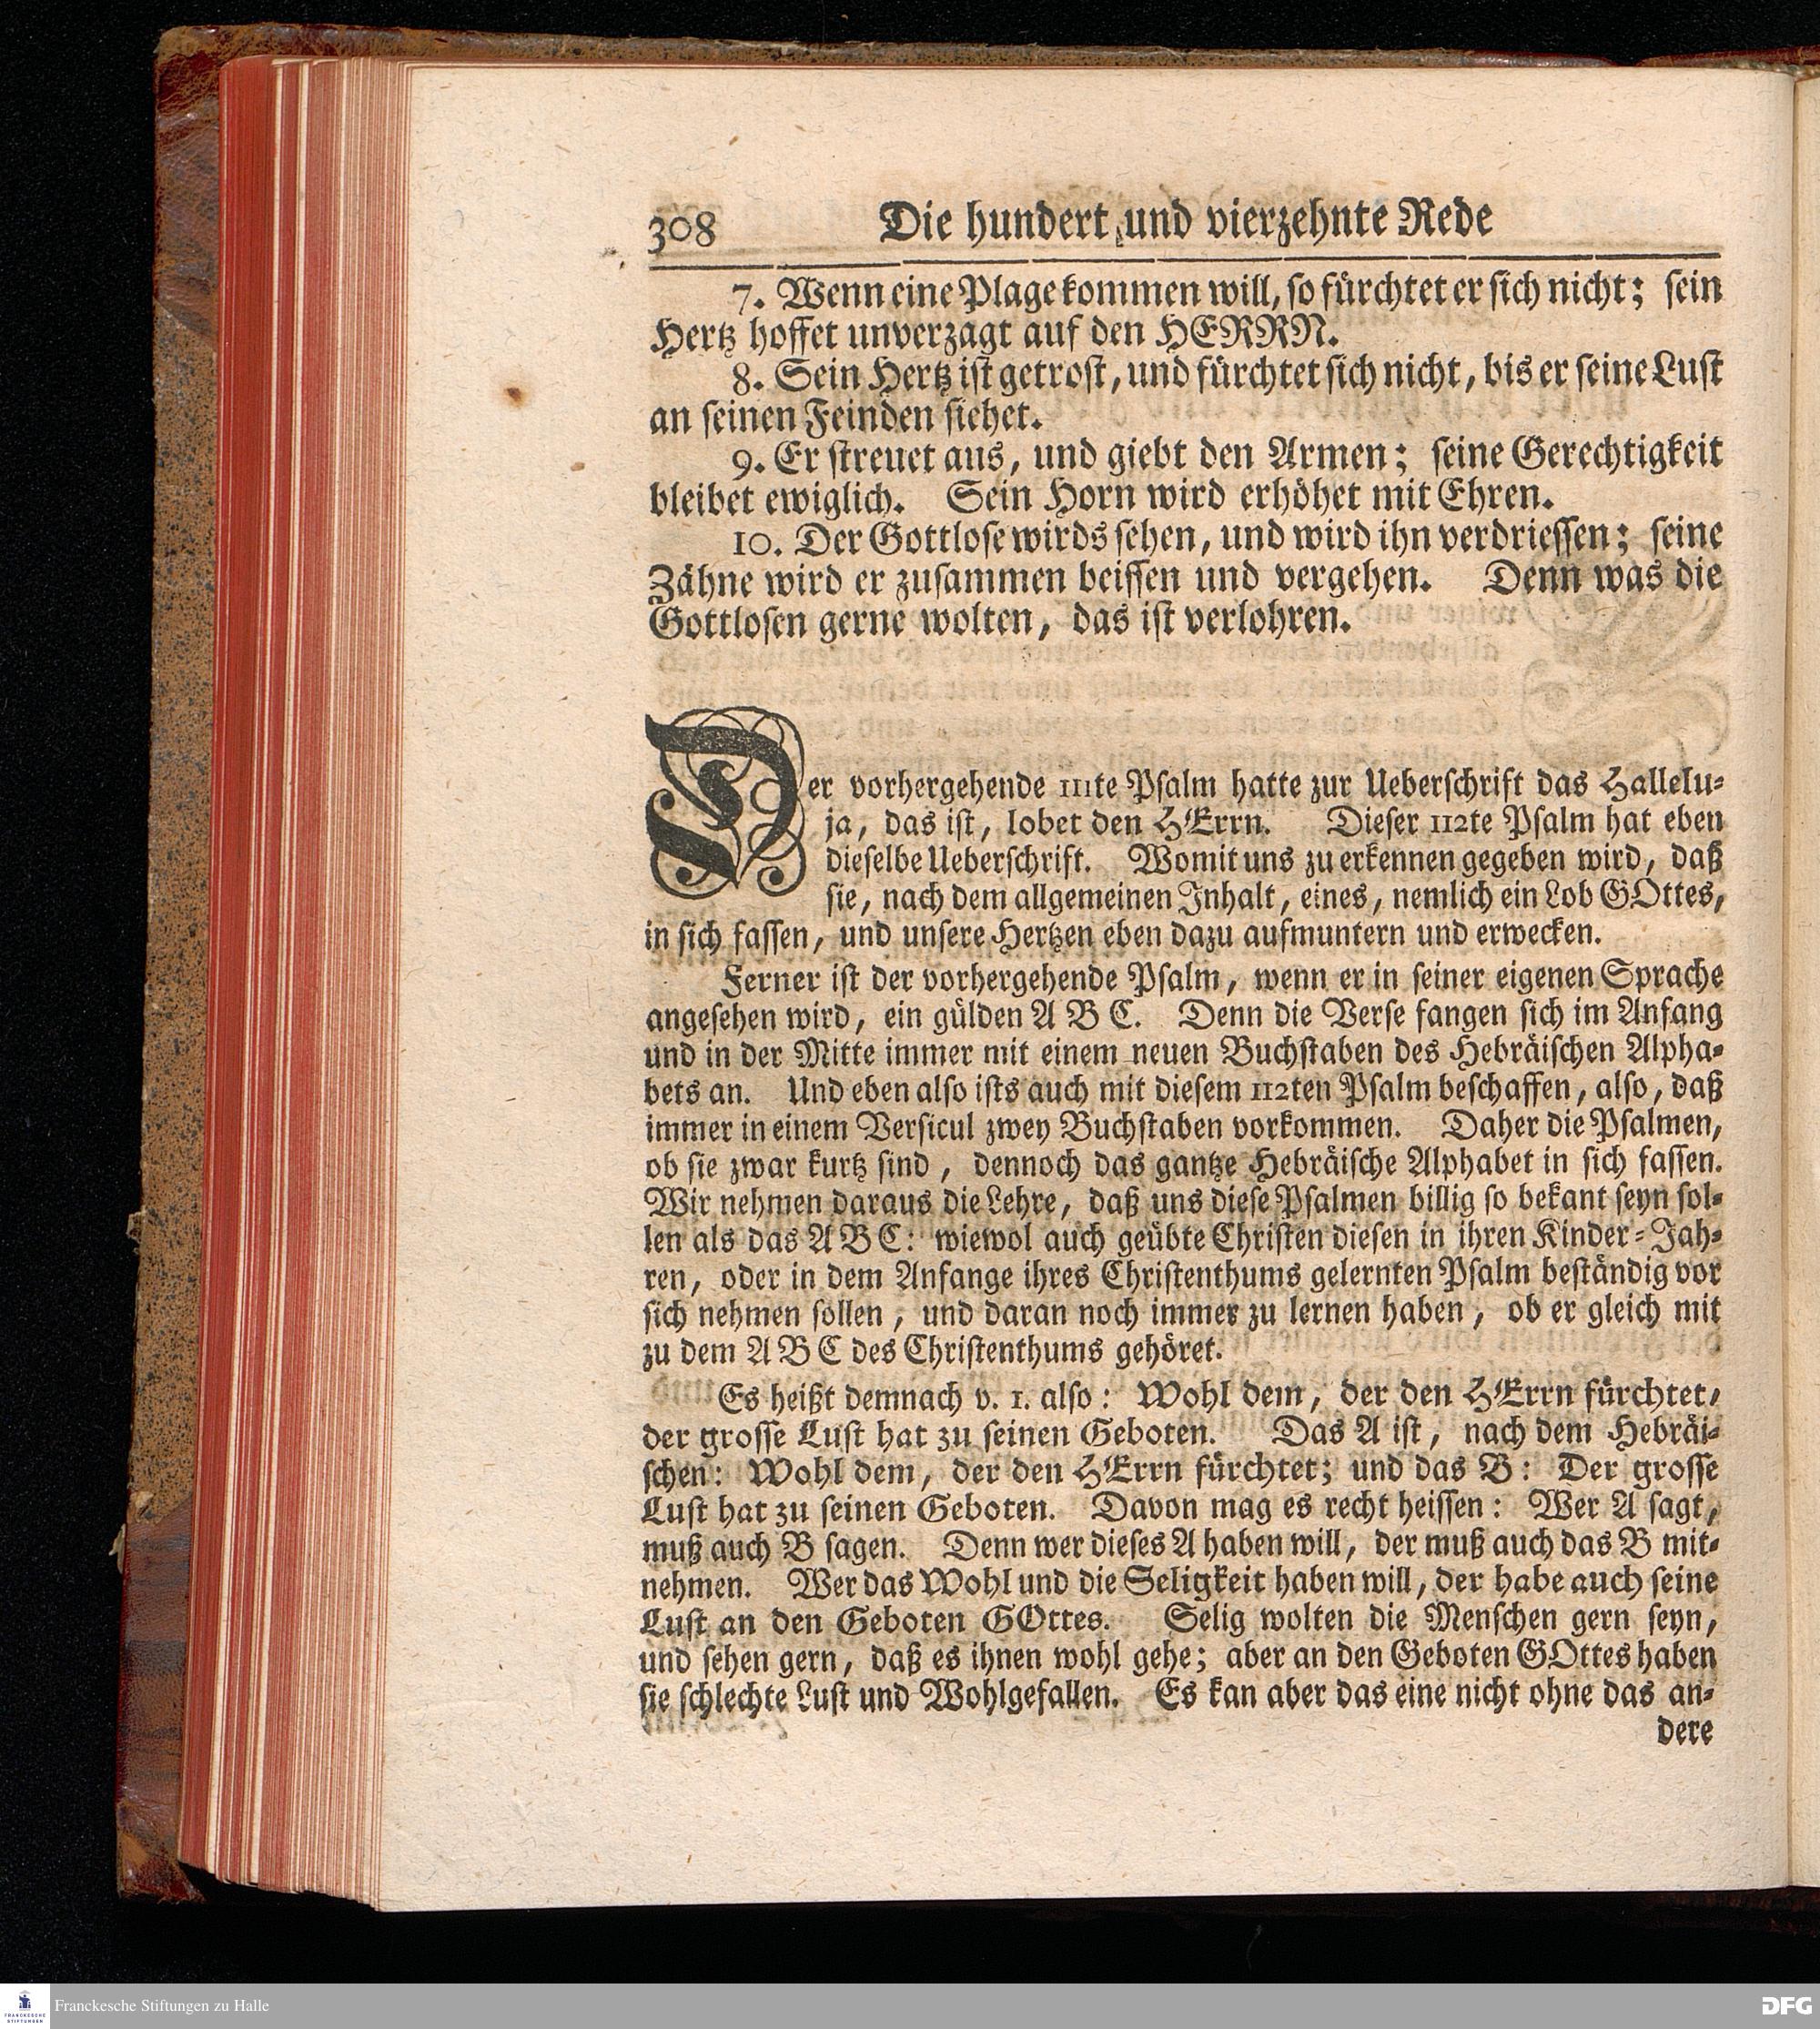 308 Die hundert und vierzehnte Rede
7. Wenn eine Plage kommen will, so fürchtet er sich nicht; sein
Hertz hoffet unverzagt auf den HERRN.
8. Sein Hertz ist getrost, und fürchtet sich nicht, bis er seine Lust
an seinen Feinden siehet.
9. Er streuet aus, und giebt den Armen; seine Gerechtigkeit
bleibet ewiglich. Sein Horn wird erhöhet mit Ehren.
10. Der Gottlose wirds sehen, und wird ihn verdriessen; seine
Zähne wird er zusammen beissen und vergehen. Denn was die
Gottlosen gerne wolten, das ist verlohren.
Der vorhergehende 111te Psalm hatte zur Ueberschrift das Hallelu-
ja, das ist, lobet den HErrn. Dieser 112te Psalm hat eben
dieselbe Ueberschrift. Womit uns zu erkennen gegeben wird, daß
sie, nach dem allgemeinen Inhalt, eines, nemlich ein Lob GOttes,
in sich fassen, und unsere Hertzen eben dazu aufmuntern und erwecken.
Ferner ist der vorhergehende Psalm, wenn er in seiner eigenen Sprache
angesehen wird, ein gülden A B C. Denn die Verse fangen sich im Anfang
und in der Mitte immer mit einem neuen Buchstaben des Hebräischen Alpha-
bets an. Und eben also ists auch mit diesem 112ten Psalm beschaffen, also, daß
immer in einem Versicul zwey Buchstaben vorkommen. Daher die Psalmen,
ob sie zwar kurtz sind, dennoch das gantze Hebräische Alphabet in sich fassen.
Wir nehmen daraus die Lehre, daß uns diese Psalmen billig so bekant seyn sol-
len als das A B C: wiewol auch geübte Christen diesen in ihren Kinder-Jah-
ren, oder in dem Anfange ihres Christenthums gelernten Psalm beständig vor
sich nehmen sollen, und daran noch immer zu lernen haben, ob er gleich mit
zu dem A B C des Christenthums gehöret.
Es heißt demnach v. 1. also: Wohl dem, der den HErrn fürchtet,
der grosse Lust hat zu seinen Geboten. Das A ist, nach dem Hebräi-
schen: Wohl dem, der den HErrn fürchtet; und das B: Der grosse
Lust hat zu seinen Geboten. Davon mag es recht heissen: Wer A sagt,
muß auch B sagen. Denn wer dieses A haben will, der muß auch das B mit-
nehmen. Wer das Wohl und die Seligkeit haben will, der habe auch seine
Lust an den Geboten GOttes. Selig wolten die Menschen gern seyn,
und sehen gern, daß es ihnen wohl gehe; aber an den Geboten GOttes haben
sie schlechte Lust und Wohlgefallen. Es kan aber das eine nicht ohne das an-
dere
FRANCKESCHE STIFTUNGEN
Franckesche Stiftungen zu Halle
DFG